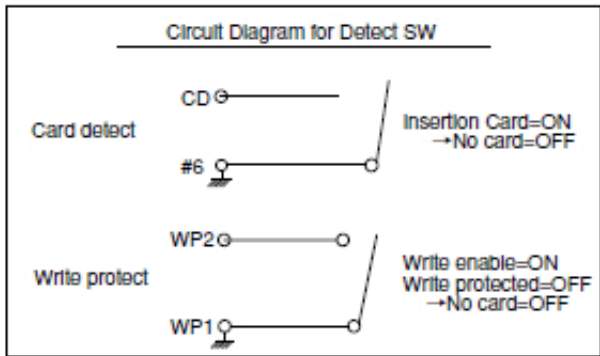 Circuit Diagram for Detect SW
CD
Card detect
Insertion Card=ON
→No card=OFF
#6
WP2
Write protect
Write enable=ON
Write protected=OFF
→No card=OFF
WP1